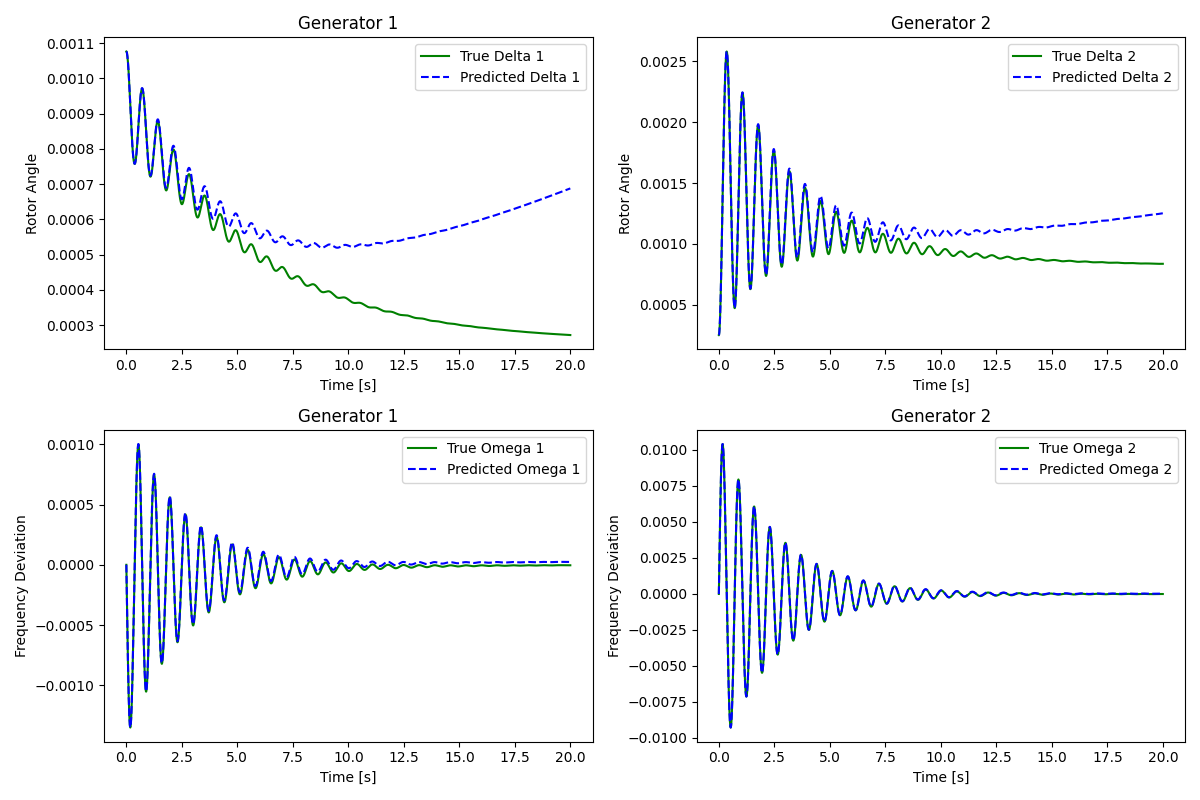 Generator 1
True Delta 1
Predicted Delta 1
Rotor Angle
0.0011
0.0010
0.0009
0.0008
0.0007
0.0006
0.0005
0.0004
0.0003
0.0 2.5 5.0 7.5 10.0 12.5 15.0 17.5 20.0
Time [s]
Generator 2
True Delta 2
Predicted Delta 2
Rotor Angle
0.0025
0.0020
0.0015
0.0010
0.0005
0.0 2.5 5.0 7.5 10.0 12.5 15.0 17.5 20.0
Time [s]
Generator 1
True Omega 1
Predicted Omega 1
Frequency Deviation
0.0010
0.0005
0.0000
−0.0005
−0.0010
0.0 2.5 5.0 7.5 10.0 12.5 15.0 17.5 20.0
Time [s]
Generator 2
True Omega 2
Predicted Omega 2
Frequency Deviation
0.0100
0.0075
0.0050
0.0025
0.0000
−0.0025
−0.0050
−0.0075
−0.0100
0.0 2.5 5.0 7.5 10.0 12.5 15.0 17.5 20.0
Time [s]